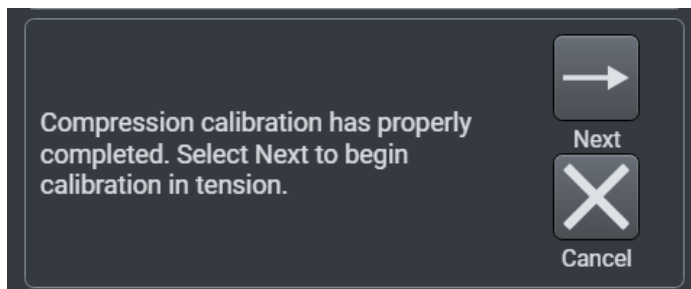 Compression calibration has properly
completed. Select Next to begin
calibration in tension.
Next
Cancel